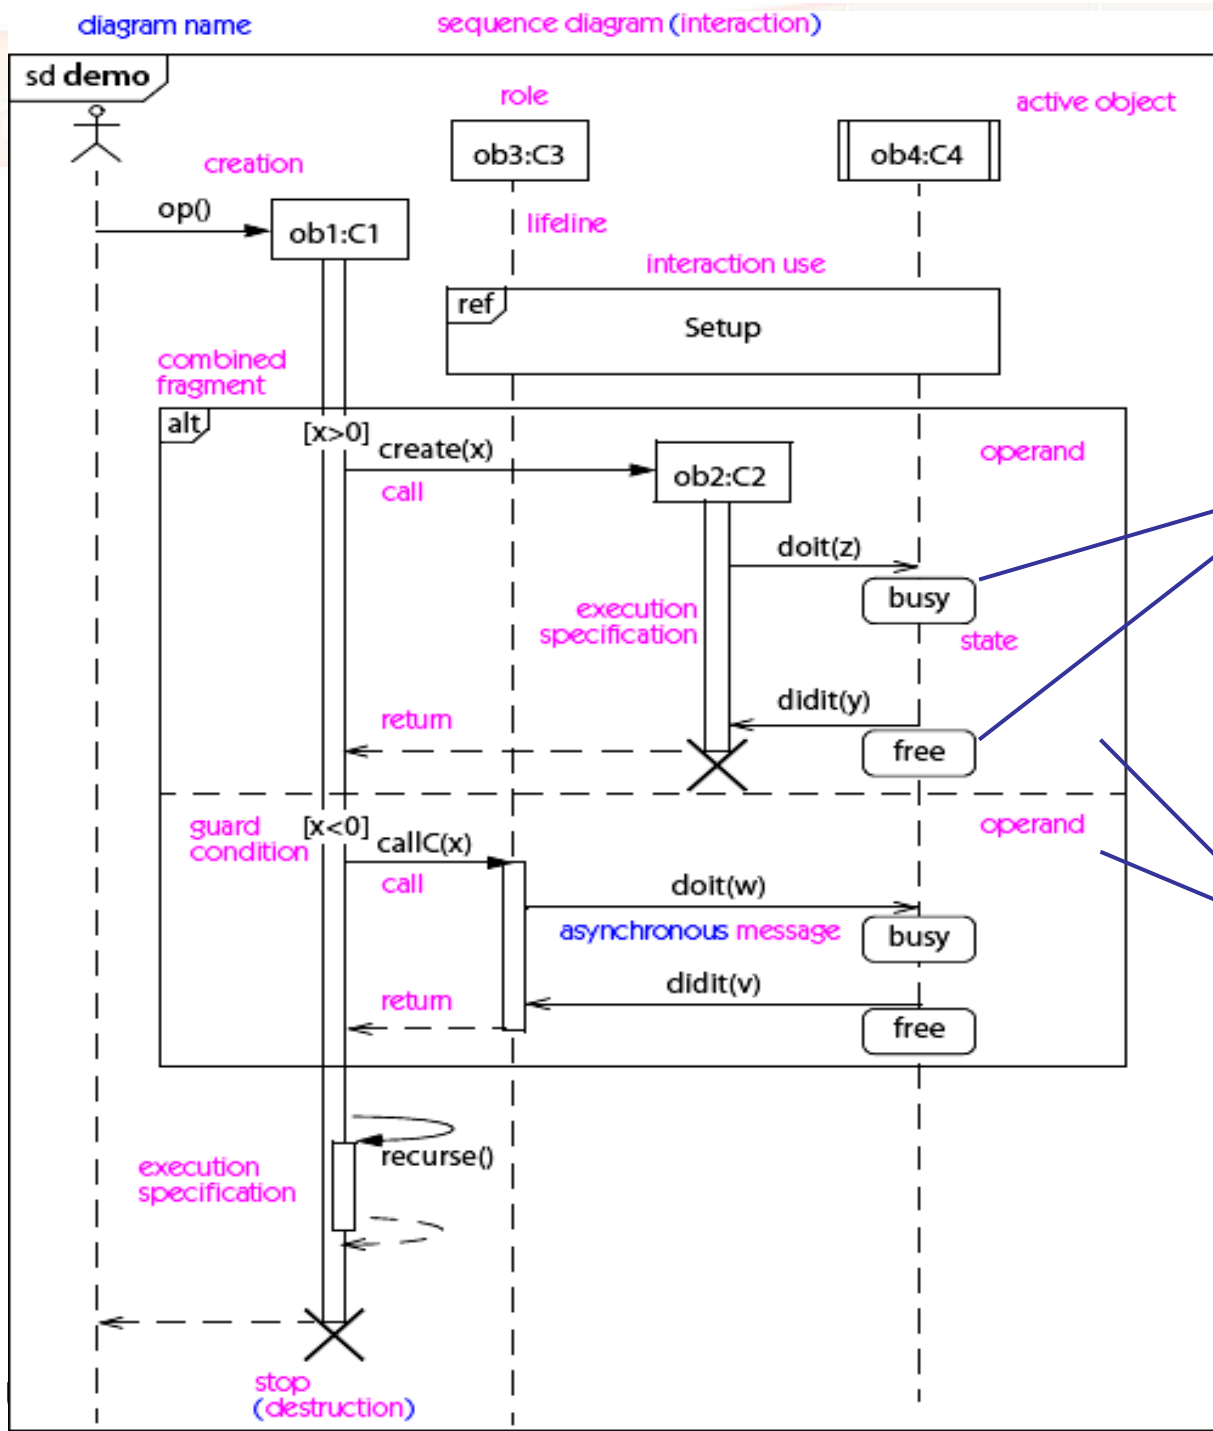 diagram name
sequence diagram (interaction)
sd demo
role
active object
ob3:C3
ob4:C4
creation
op()
ob1:C1
lifeline
interaction use
ref
Setup
combined
fragment
alt
[x>0]
create(x)
call
ob2:C2
operand
doit(z)
busy
execution
specification
state
didit(y)
return
free
guard
condition
[x<0]
callC(x)
call
operand
doit(w)
asynchronous message
busy
didit(v)
return
free
recurse()
execution
specification
stop
(destruction)